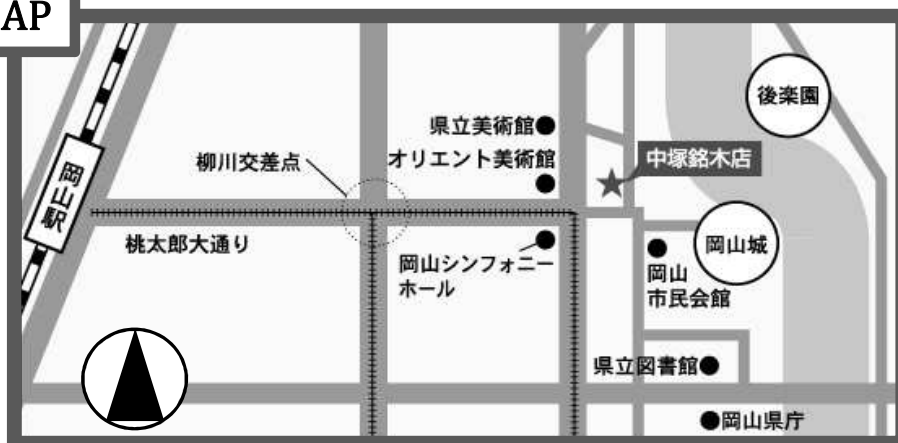 AP
後楽園
県立美術館
オリエント美術館
中塚銘木店
柳川交差点
岡山駅
桃太郎大通り
岡山シンフォニー
ホール
岡山城
岡山
市民会館
県立図書館
岡山県庁